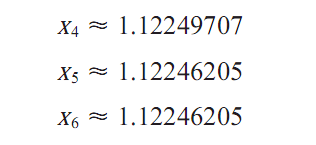 x₄ ≈ 1.12249707
x₅ ≈ 1.12246205
x₆ ≈ 1.12246205